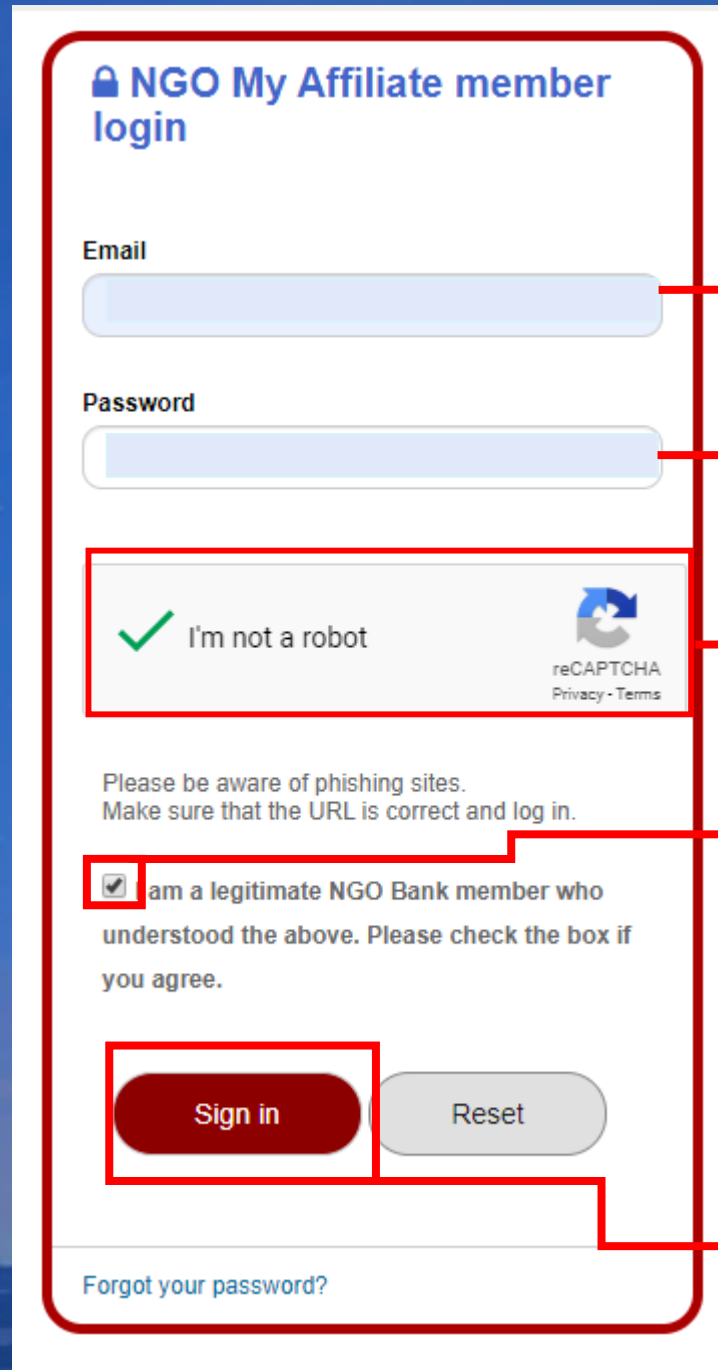 NGO My Affiliate member
login
Email
Password
I'm not a robot
reCAPTCHA
Privacy - Terms
Please be aware of phishing sites.
Make sure that the URL is correct and log in.
I am a legitimate NGO Bank member who
understood the above. Please check the box if
you agree.
Sign in
Reset
Forgot your password?